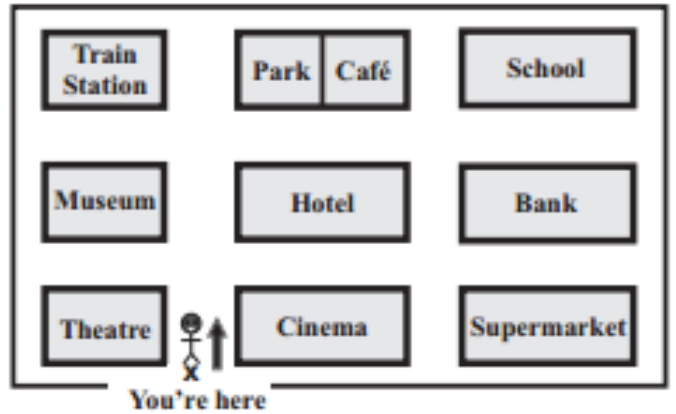 Train
Station
Park
Café
School
Museum
Hotel
Bank
Theatre
Cinema
Supermarket
You're here